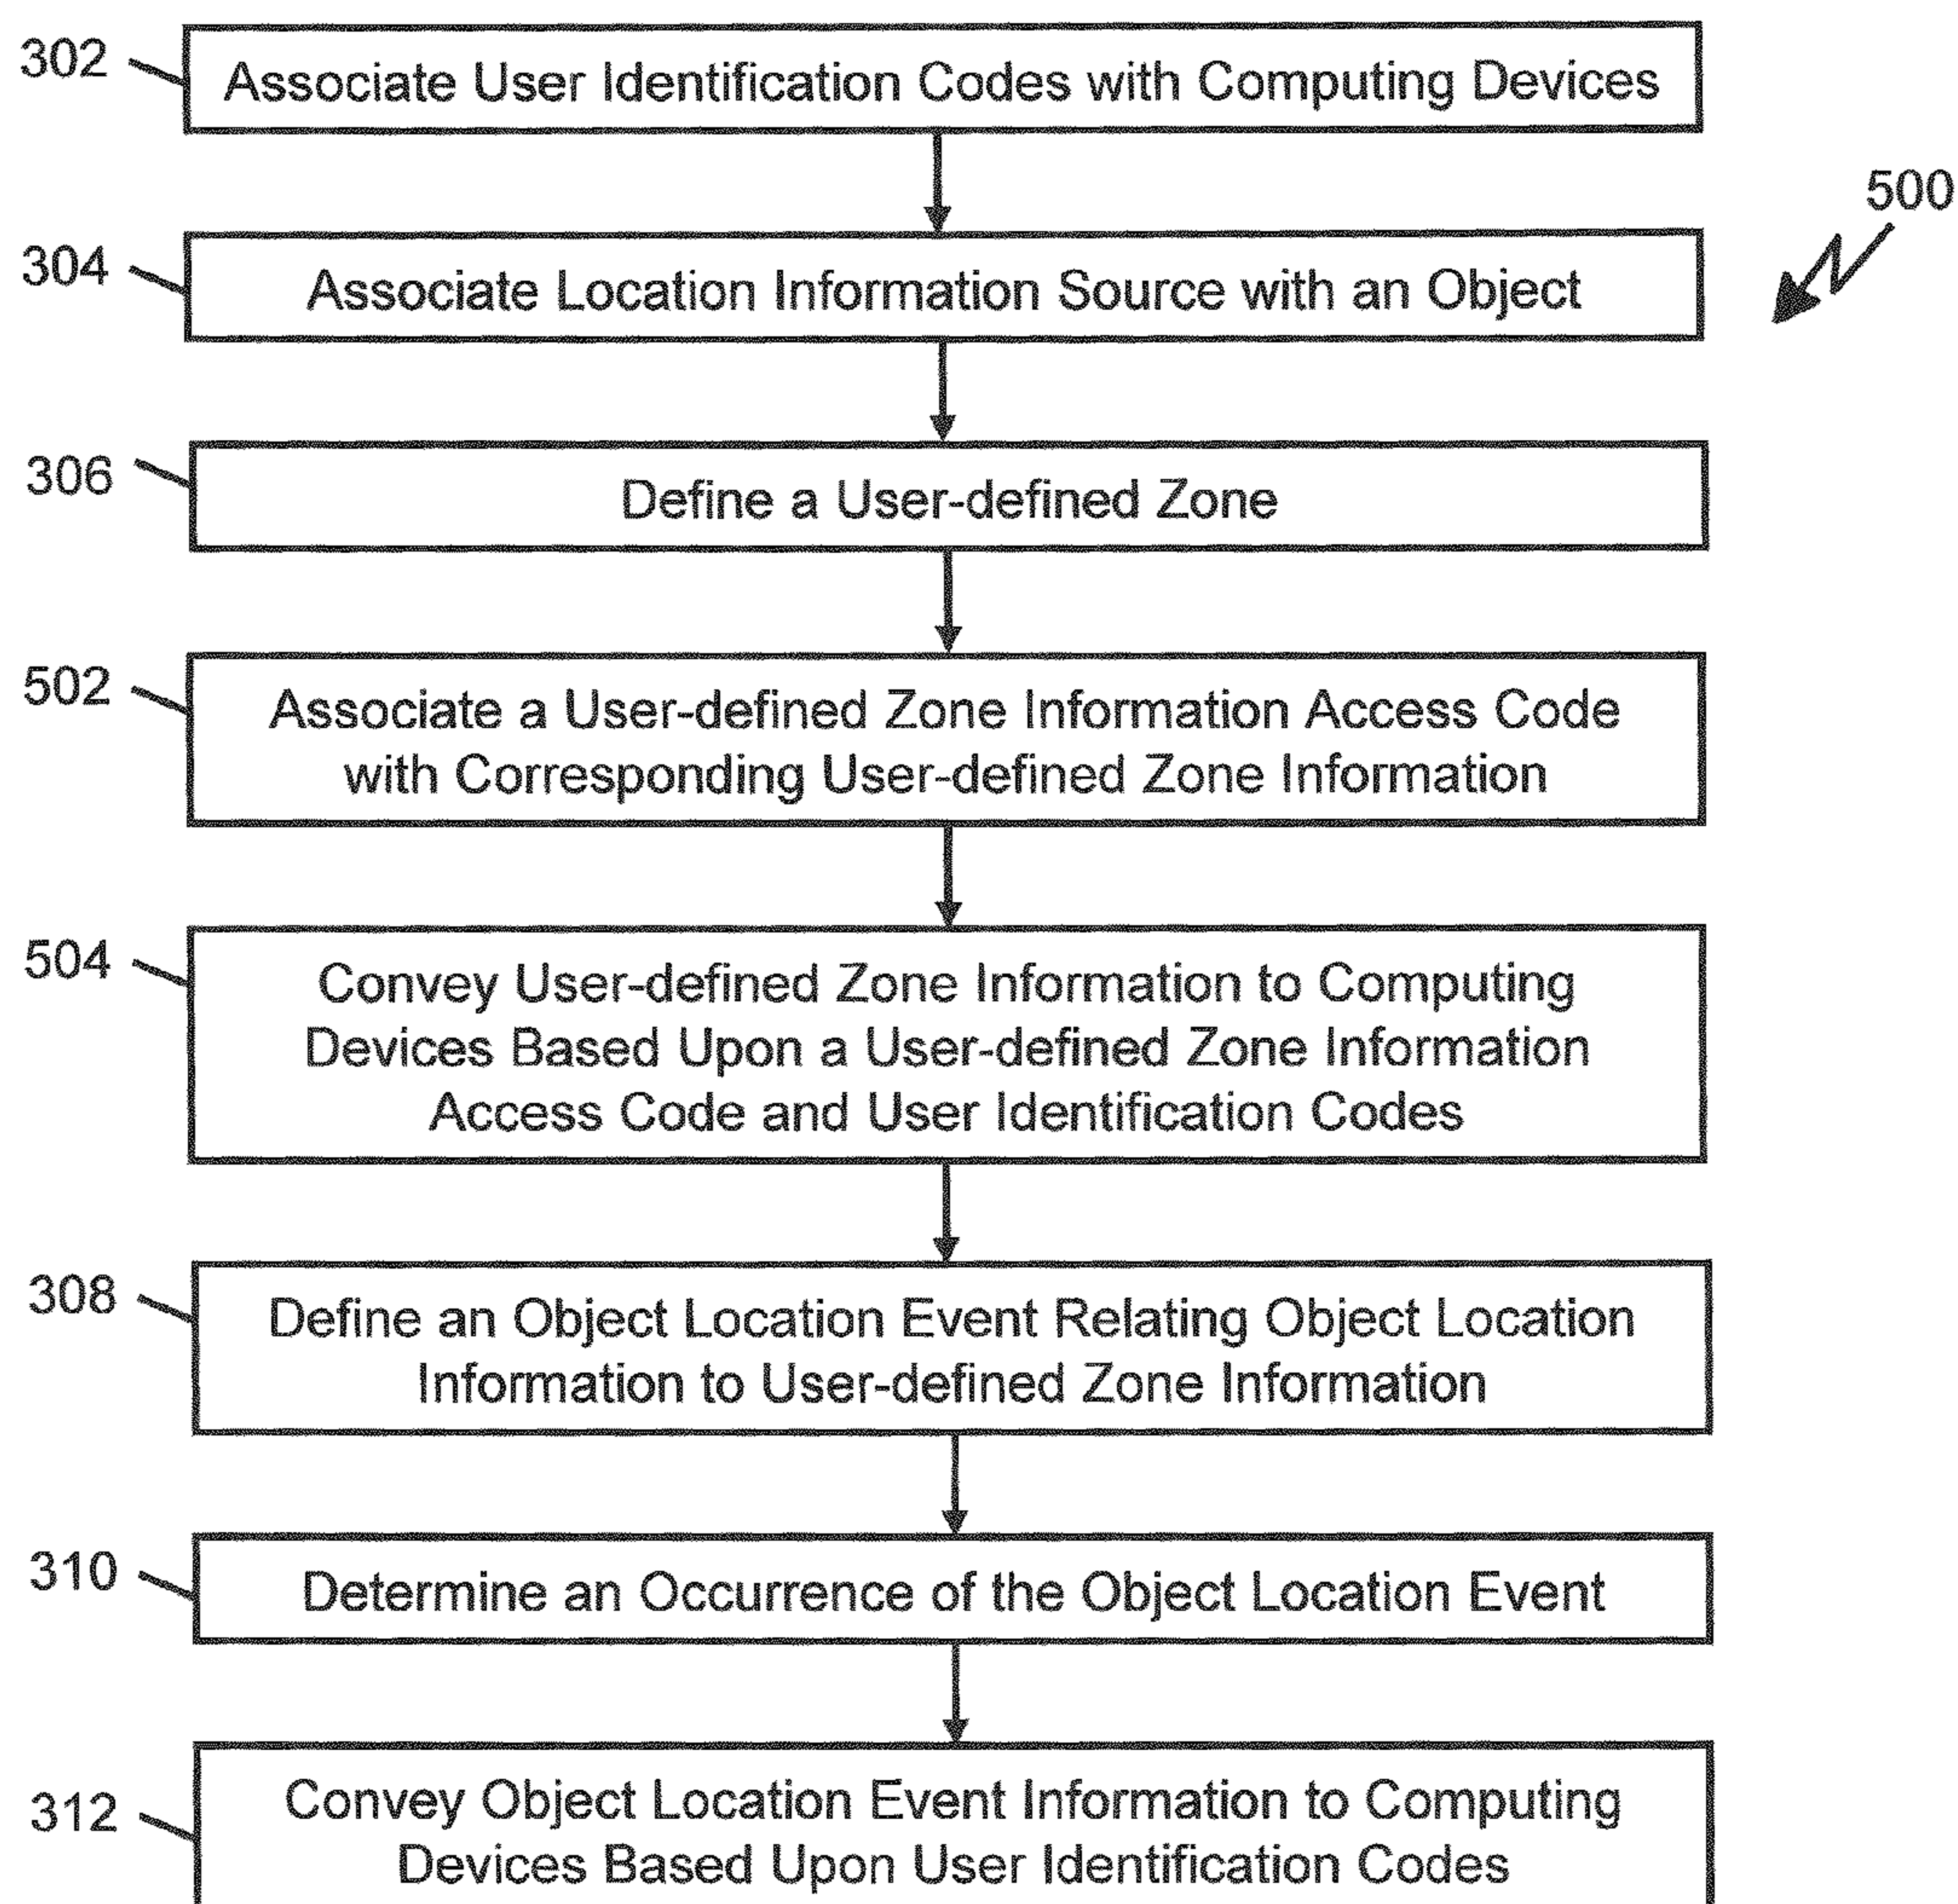 302
Associate User Identification Codes with Computing Devices
500
304
Associate Location Information Source with an Object
306
Define a User-defined Zone
502
Associate a User-defined Zone Information Access Code
with Corresponding User-defined Zone Information
504
Convey User-defined Zone Information to Computing
Devices Based Upon a User-defined Zone Information
Access Code and User Identification Codes
308
Define an Object Location Event Relating Object Location
Information to User-defined Zone Information
310
Determine an Occurrence of the Object Location Event
312
Convey Object Location Event Information to Computing
Devices Based Upon User Identification Codes